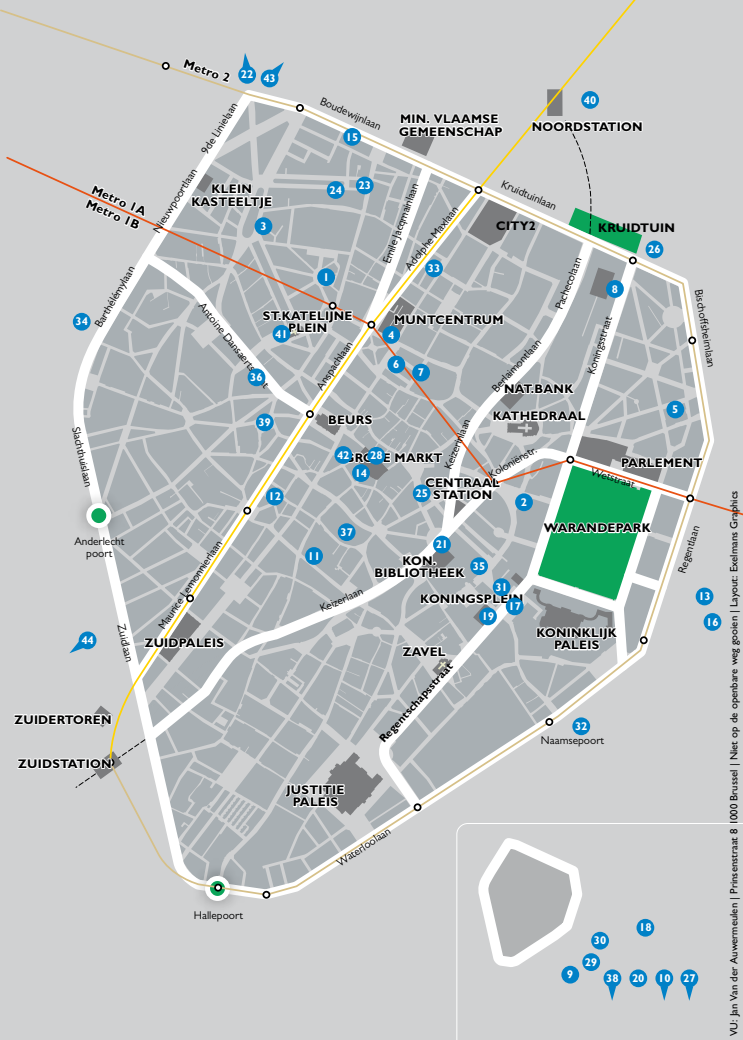 Metro 2
22
43
9de Linielaan
Boudewijnlaan
15
MIN. VLAAMSE
GEMEENSCHAP
40
NOORDSTATION
KLEIN
KASTEELTJE
24
23
Kruidtuinlaan
Metro 1A
Metro 1B
Nieuwpoortlaan
3
Emile Jacqmainlaan
Adolphe Maxlaan
CITY2
KRUIDTUIN
26
33
Pachecolaan
8
Barthélémylaan
1
Bischoffsheimlaan
34
ST.KATELIJNE
PLEIN
41
MUNTCENTRUM
4
Koningsstraat
Antoine Dansaertst
Anspachlaan
6
7
Berlaimontlaan
36
NAT.BANK
KATHEDRAAL
5
39
BEURS
Slachthuislaan
42
28
GROTE MARKT
14
Keizerinlaan
Koloniënstr.
PARLEMENT
Wetstraat
CENTRAAL
STATION
25
2
12
WARANDEPARK
Anderlecht
poort
37
11
21
KON.
BIBLIOTHEEK
35
Regentlaan
Maurice Lemonnierlaan
Keizerlaan
31
KONINGSPLEIN
17
19
13
16
44
Zuidlaan
ZUIDPALEIS
KONINKLIJK
PALEIS
ZAVEL
Regentschapsstraat
ZUIDERTOREN
32
Naamsepoort
ZUIDSTATION
JUSTITIE
PALEIS
Waterloolaan
Hallepoort
18
30
29
9
38
20
10
27
VU: Jan Van der Auwermeulen | Prinsenstraat 8 1000 Brussel | Niet op de openbare weg gooien | Layout: Exelmans Graphics